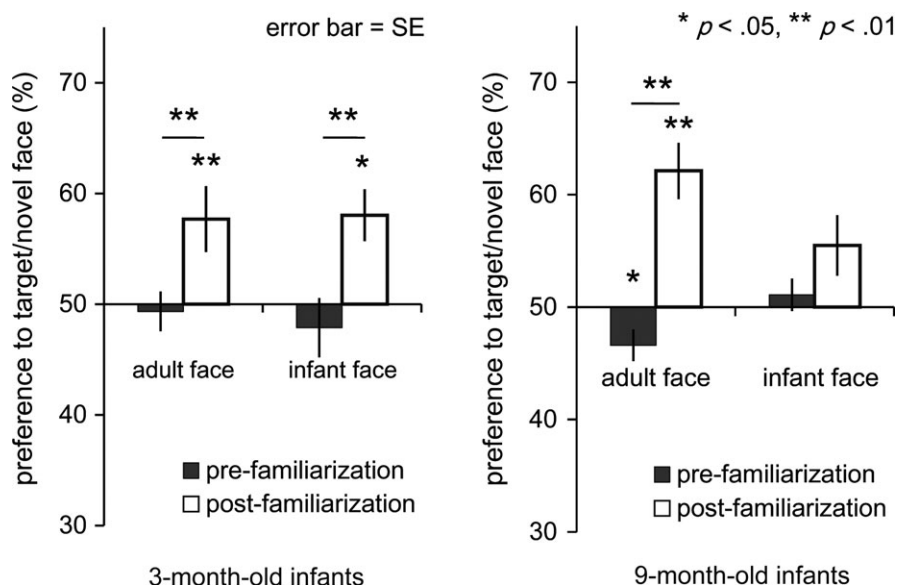 error bar = SE
preference to target/novel face (%)
70
60
50
40
30
**
**
**
*
adult face
infant face
pre-familiarization
post-familiarization
3-month-old infants
* p < .05, ** p < .01
preference to target/novel face (%)
70
60
50
40
30
**
**
*
adult face
infant face
pre-familiarization
post-familiarization
9-month-old infants